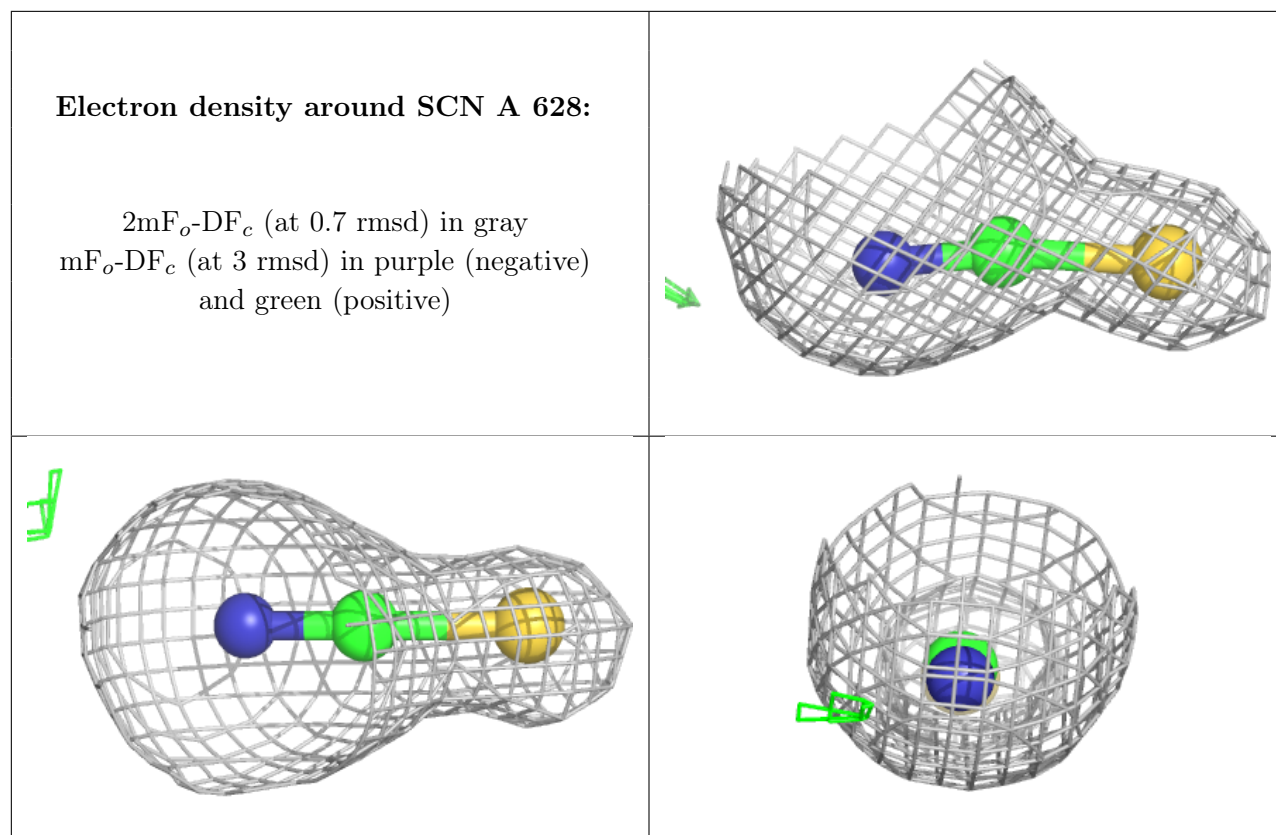 Electron density around SCN A 628:
2mFo-DFc (at 0.7 rmsd) in gray
mFo-DFc (at 3 rmsd) in purple (negative)
and green (positive)